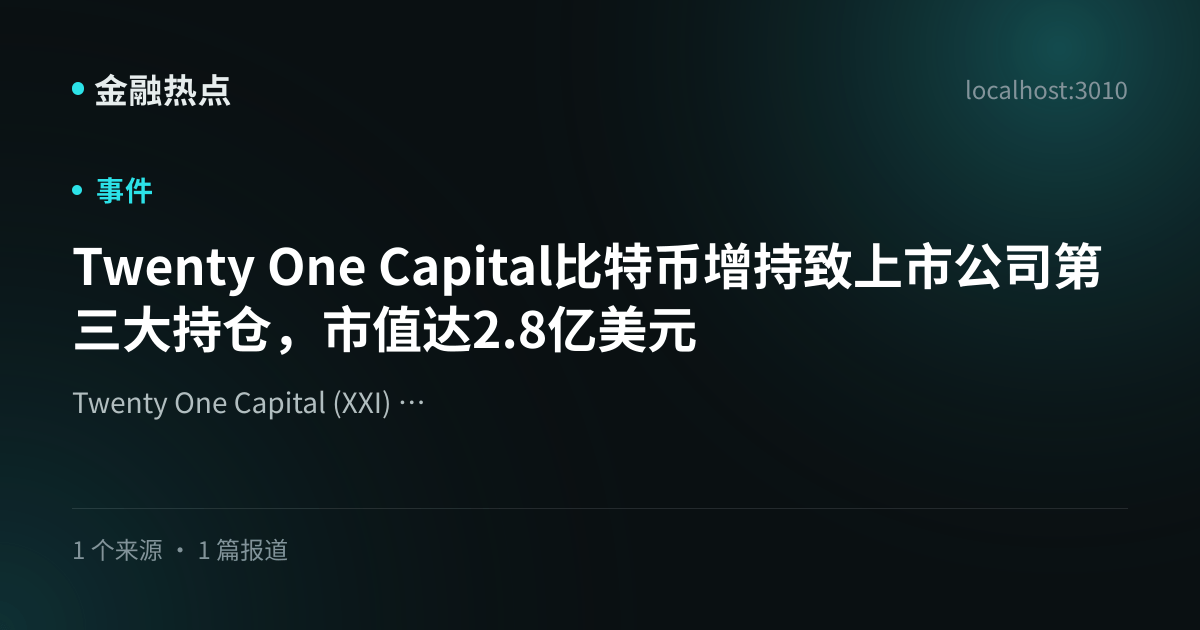 金融热点
localhost:3010
事件
Twenty One Capital比特币增持致上市公司第
三大持仓，市值达2.8亿美元
Twenty One Capital (XXI) …
1 个来源 · 1 篇报道